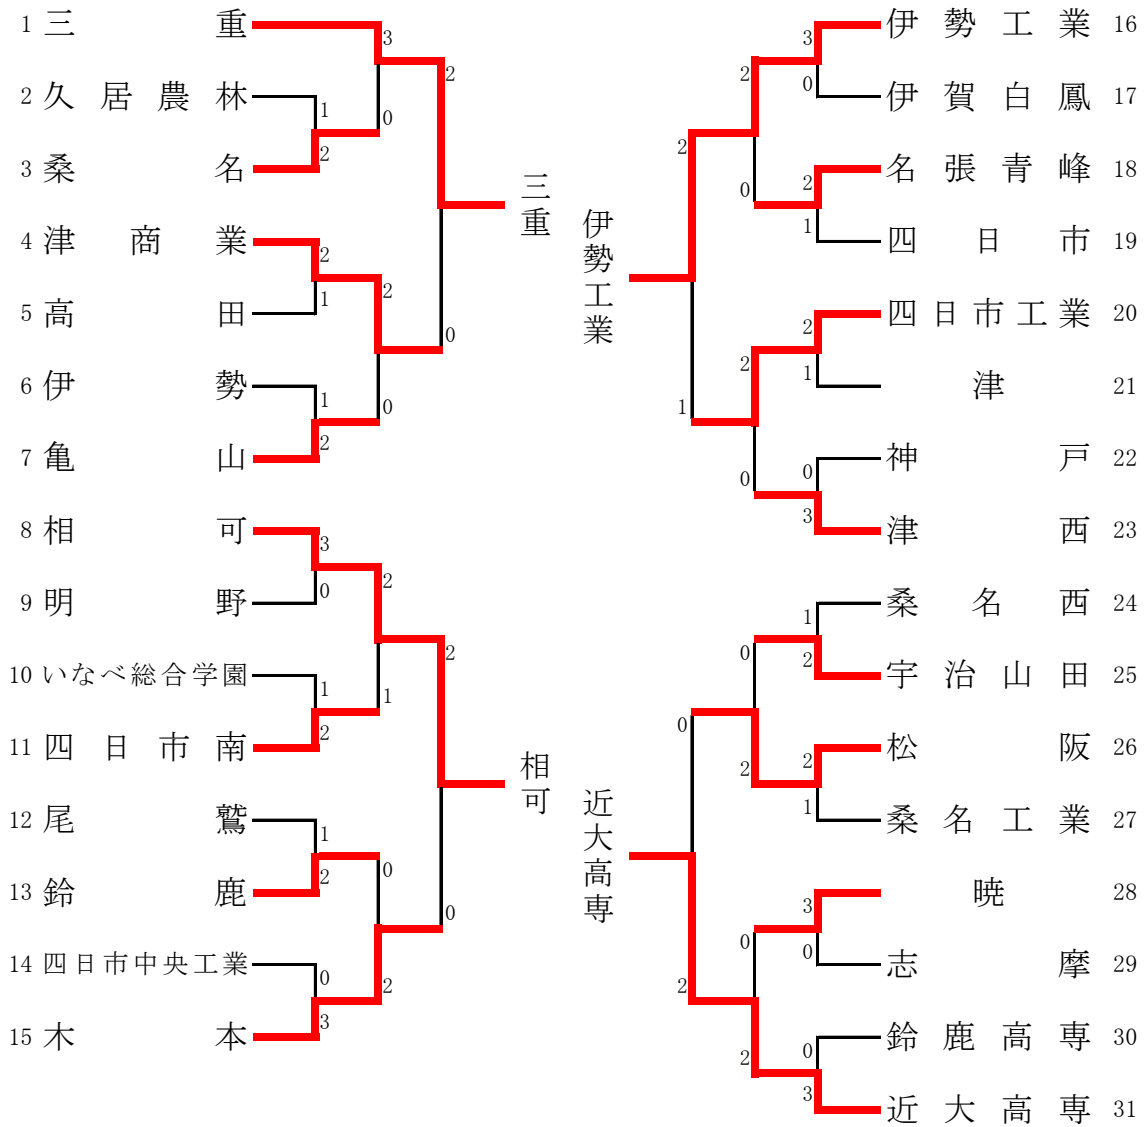 1 三重
2 久居農林
3 桑名
4 津商業
5 高田
6 伊勢
7 亀山
8 相可
9 明野
10 いなべ総合学園
11 四日市南
12 尾鷲
13 鈴鹿
14 四日市中央工業
15 木本
3
0
1
2
2
2
1
2
0
1
2
0
3
0
2
1
2
1
1
2
0
0
2
0
3
2
0
三重
相可
伊勢工業
近大高専
2
1
0
2
2
0
2
0
0
2
0
2
3
0
2
1
2
1
0
3
1
2
2
1
3
0
0
3
伊勢工業 16
伊賀白鳳 17
名張青峰 18
四日市 19
四日市工業 20
津 21
神戸 22
津西 23
桑名西 24
宇治山田 25
松阪 26
桑名工業 27
暁 28
志摩 29
鈴鹿高専 30
近大高専 31